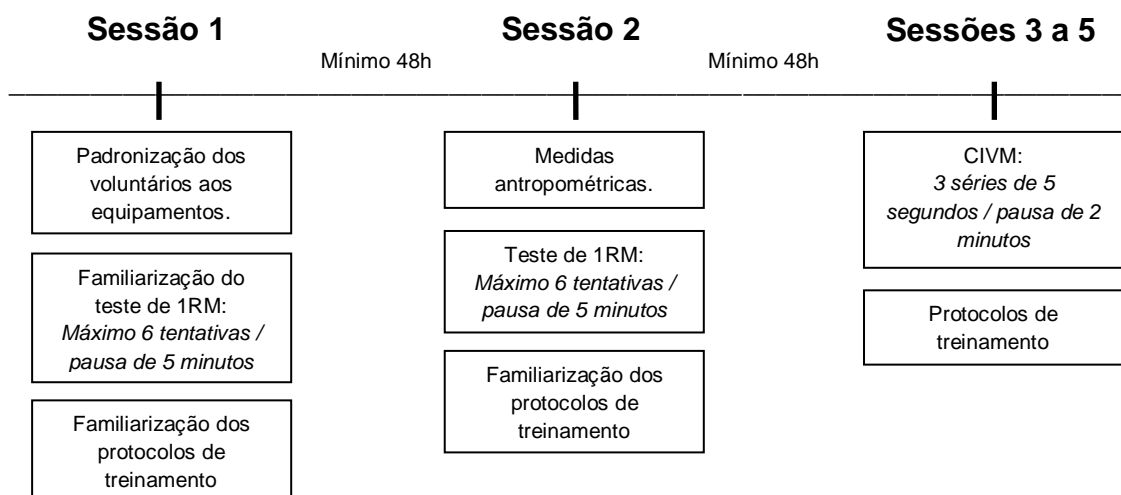 Sessão 1
Sessão 2
Sessões 3 a 5
Mínimo 48h
Mínimo 48h
Padronização dos
voluntários aos
equipamentos.
Familiarização do
teste de 1RM:
Máximo 6 tentativas /
pausa de 5 minutos
Familiarização dos
protocolos de
treinamento
Medidas
antropométricas.
Teste de 1RM:
Máximo 6 tentativas /
pausa de 5 minutos
Familiarização dos
protocolos de
treinamento
CIVM:
3 séries de 5
segundos / pausa de 2
minutos
Protocolos de
treinamento